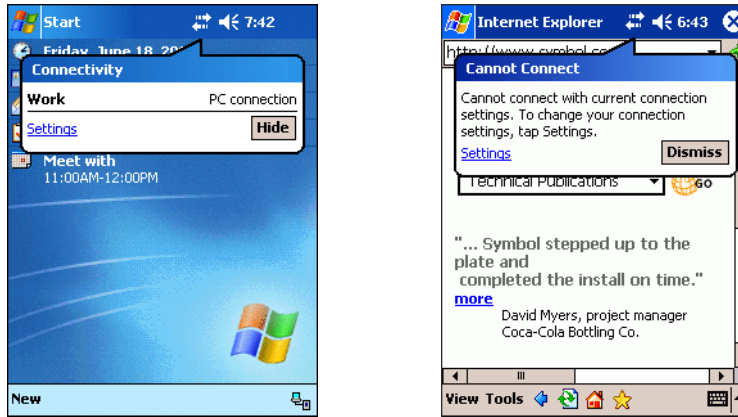 Start 7:42
Friday, June 18, 20
Connectivity
Work PC connection
Settings Hide
Meet with
11:00AM-12:00PM
New
Internet Explorer 6:43
http://www.symbol.co
Cannot Connect
Cannot connect with current connection
settings. To change your connection
settings, tap Settings.
Settings Dismiss
Technical Publications GO
"... Symbol stepped up to the
plate and
completed the install on time."
more
David Myers, project manager
Coca-Cola Bottling Co.
View Tools